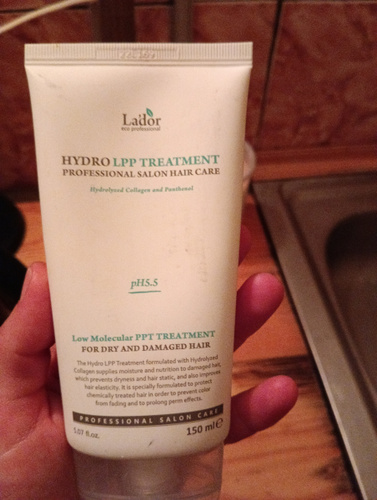 La'dor
eco professional
HYDRO LPP TREATMENT
PROFESSIONAL SALON HAIR CARE
Hydrolyzed Collagen and Panthenol
pH5.5
Low Molecular PPT TREATMENT
FOR DRY AND DAMAGED HAIR
The Hydro LPP Treatment formulated with Hydrolyzed
Collagen supplies moisture and nutrition to damaged hair,
which prevents dryness and hair static, and also improve
hair elasticity. It is specially formulated to protect
chemically treated hair in order to prevent color
from fading and to prolong perm effects.
PROFESSIONAL SALON CARE
5.07 fl.oz. 150 ml℮